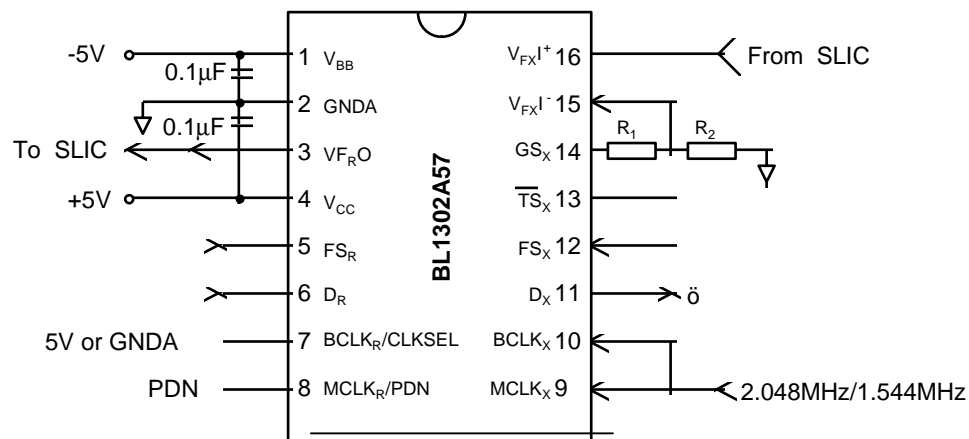 -5V
0.1µF
0.1µF
To SLIC
+5V
5V or GNDA
PDN
1 VBB
2 GNDA
3 VFRO
4 VCC
5 FSR
6 DR
7 BCLKR/CLKSEL
8 MCLKR/PDN
BL1302A57
VFXI+ 16
VFXI- 15
GSX 14
TSX 13
FSX 12
DX 11
BCLKX 10
MCLKX 9
From SLIC
R1
R2
ö
2.048MHz/1.544MHz